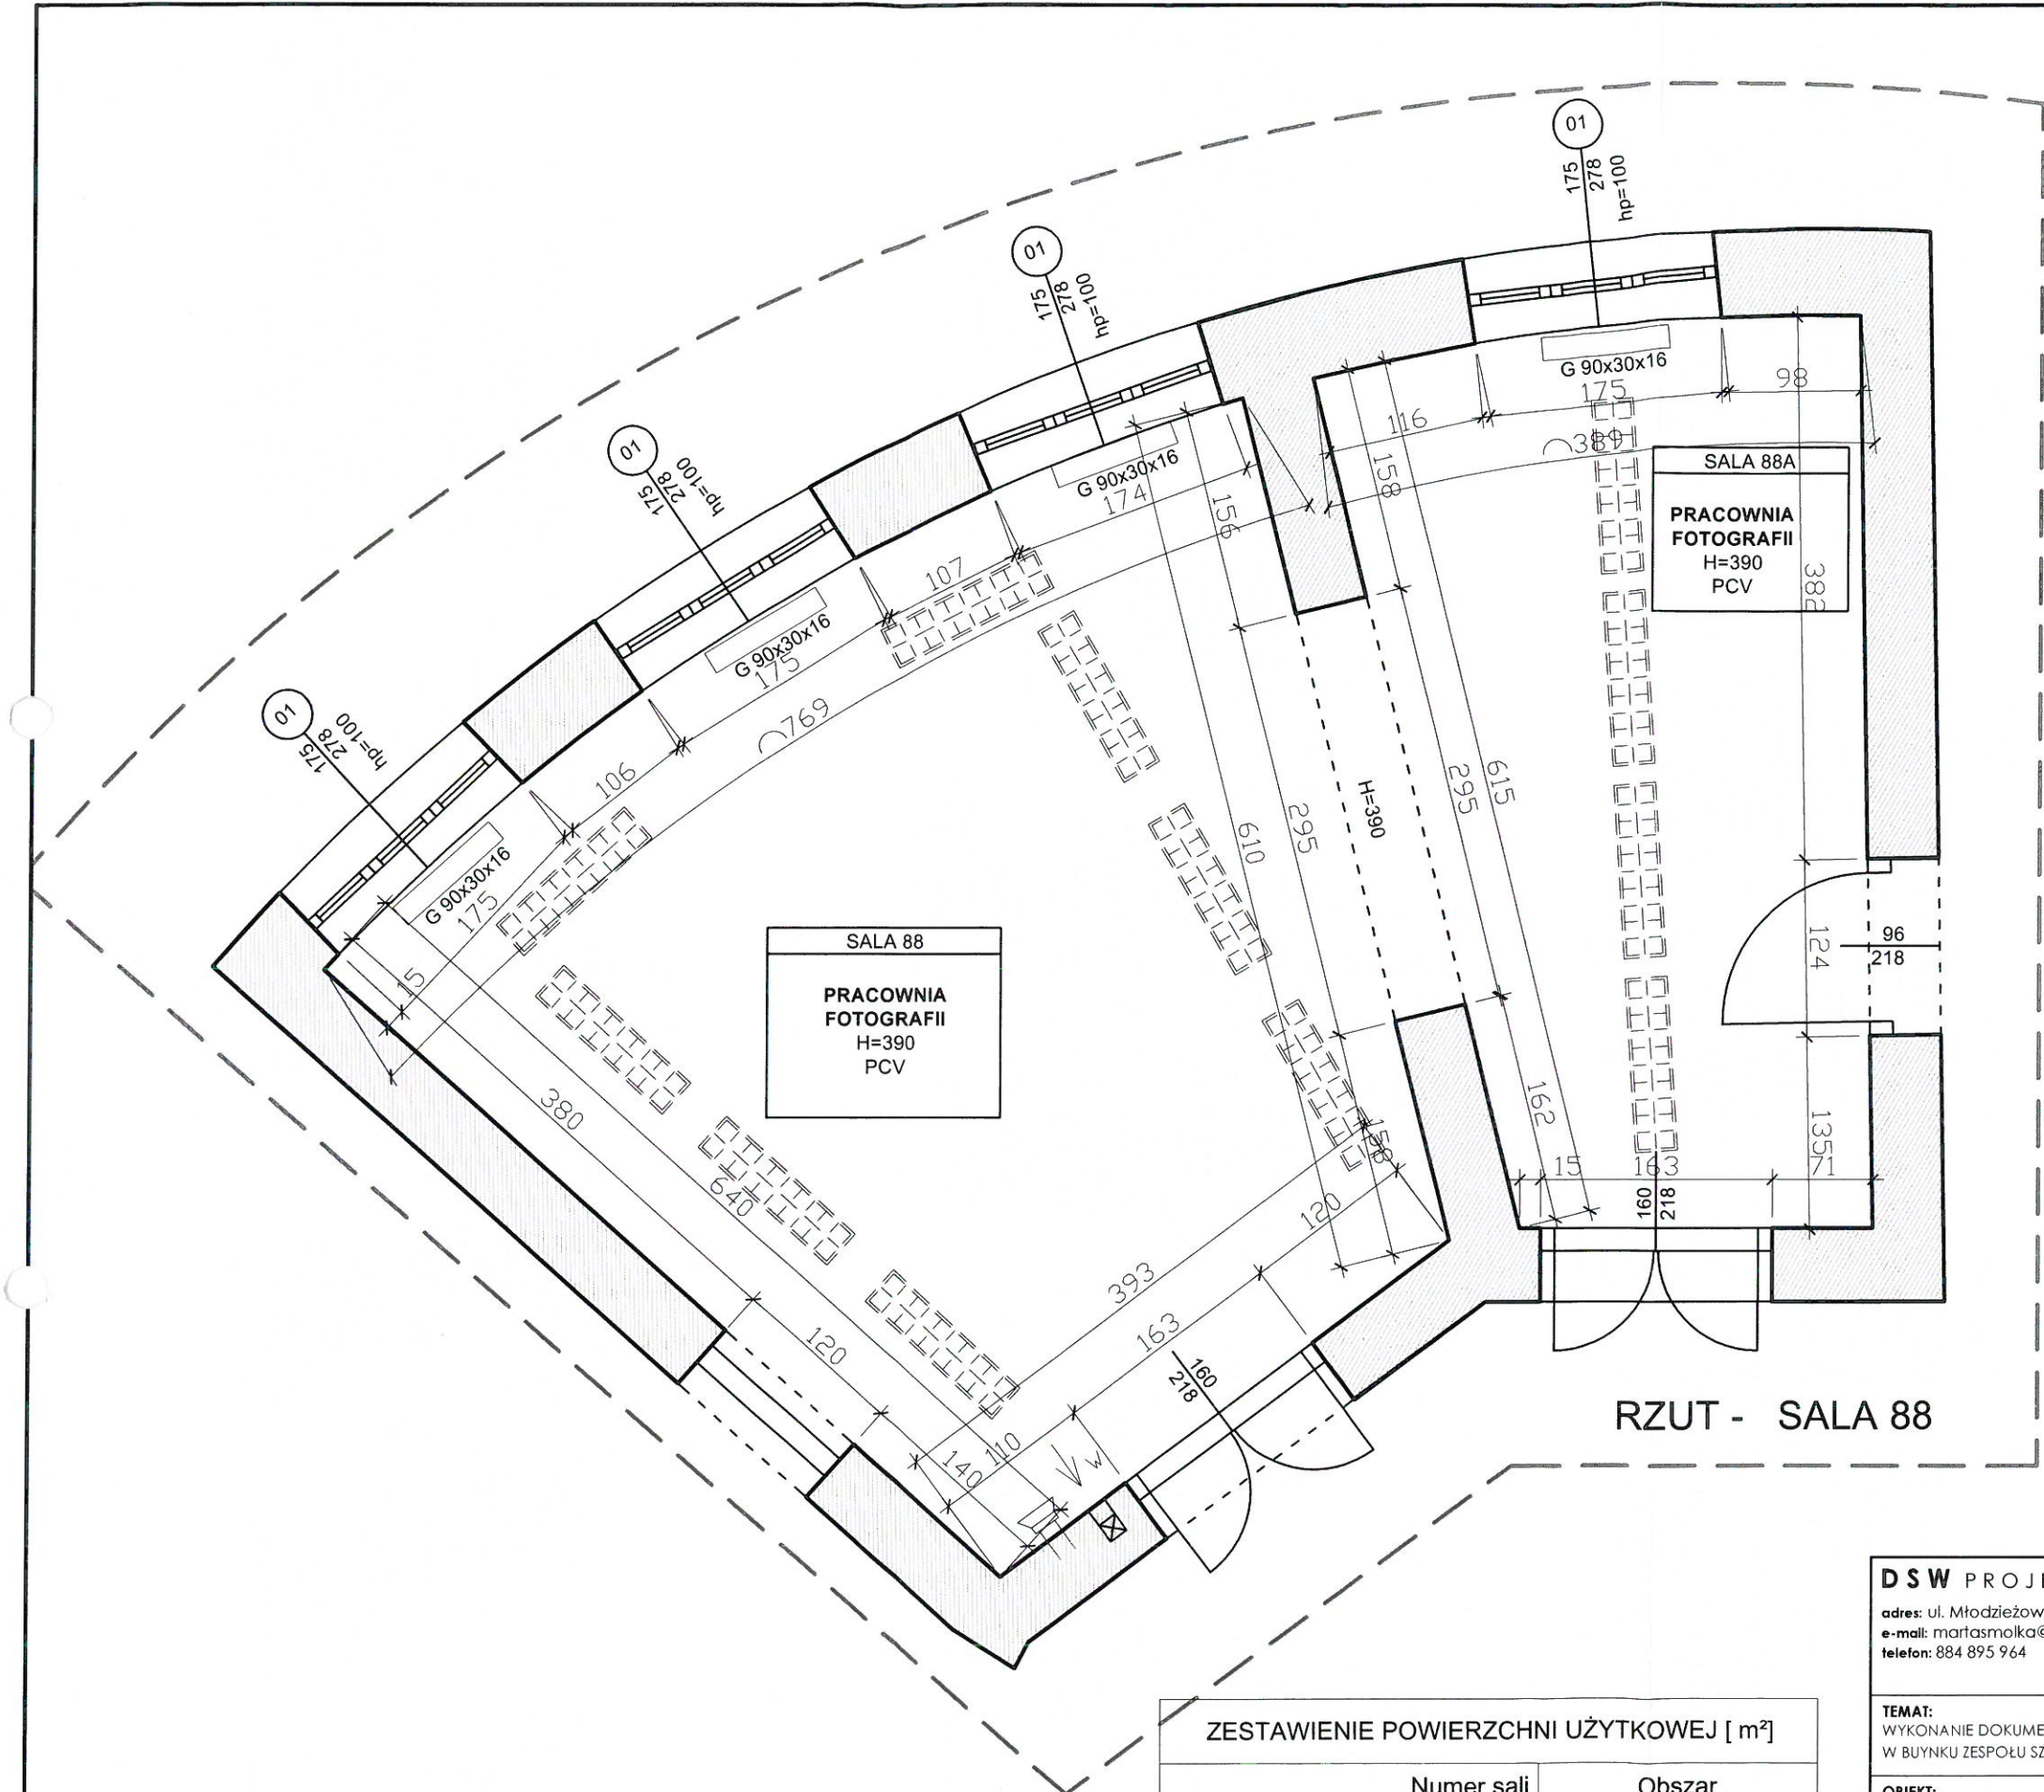 01
175
278
hp=100
01
175
278
hp=100
01
175
278
hp=100
01
175
278
hp=100
G 90x30x16
175
98
116
389
158
SALA 88A
PRACOWNIA
FOTOGRAFII
H=390
PCV
382
G 90x30x16
174
156
107
G 90x30x16
175
769
106
G 90x30x16
175
15
610
295
H=390
295
615
SALA 88
PRACOWNIA
FOTOGRAFII
H=390
PCV
124
96
218
380
640
162
135
15
163
71
160
218
158
120
393
163
160
218
120
140
110
W
RZUT - SALA 88
DSW PROJ
adres: ul. Młodzieżow
e-mail: martasmolka@
telefon: 884 895 964
TEMAT:
WYKONANIE DOKUME
W BUYNKU ZESPOŁU SZ
OBIEKT:
ZESTAWIENIE POWIERZCHNI UŻYTKOWEJ [ m²]
Numer sali
Obszar